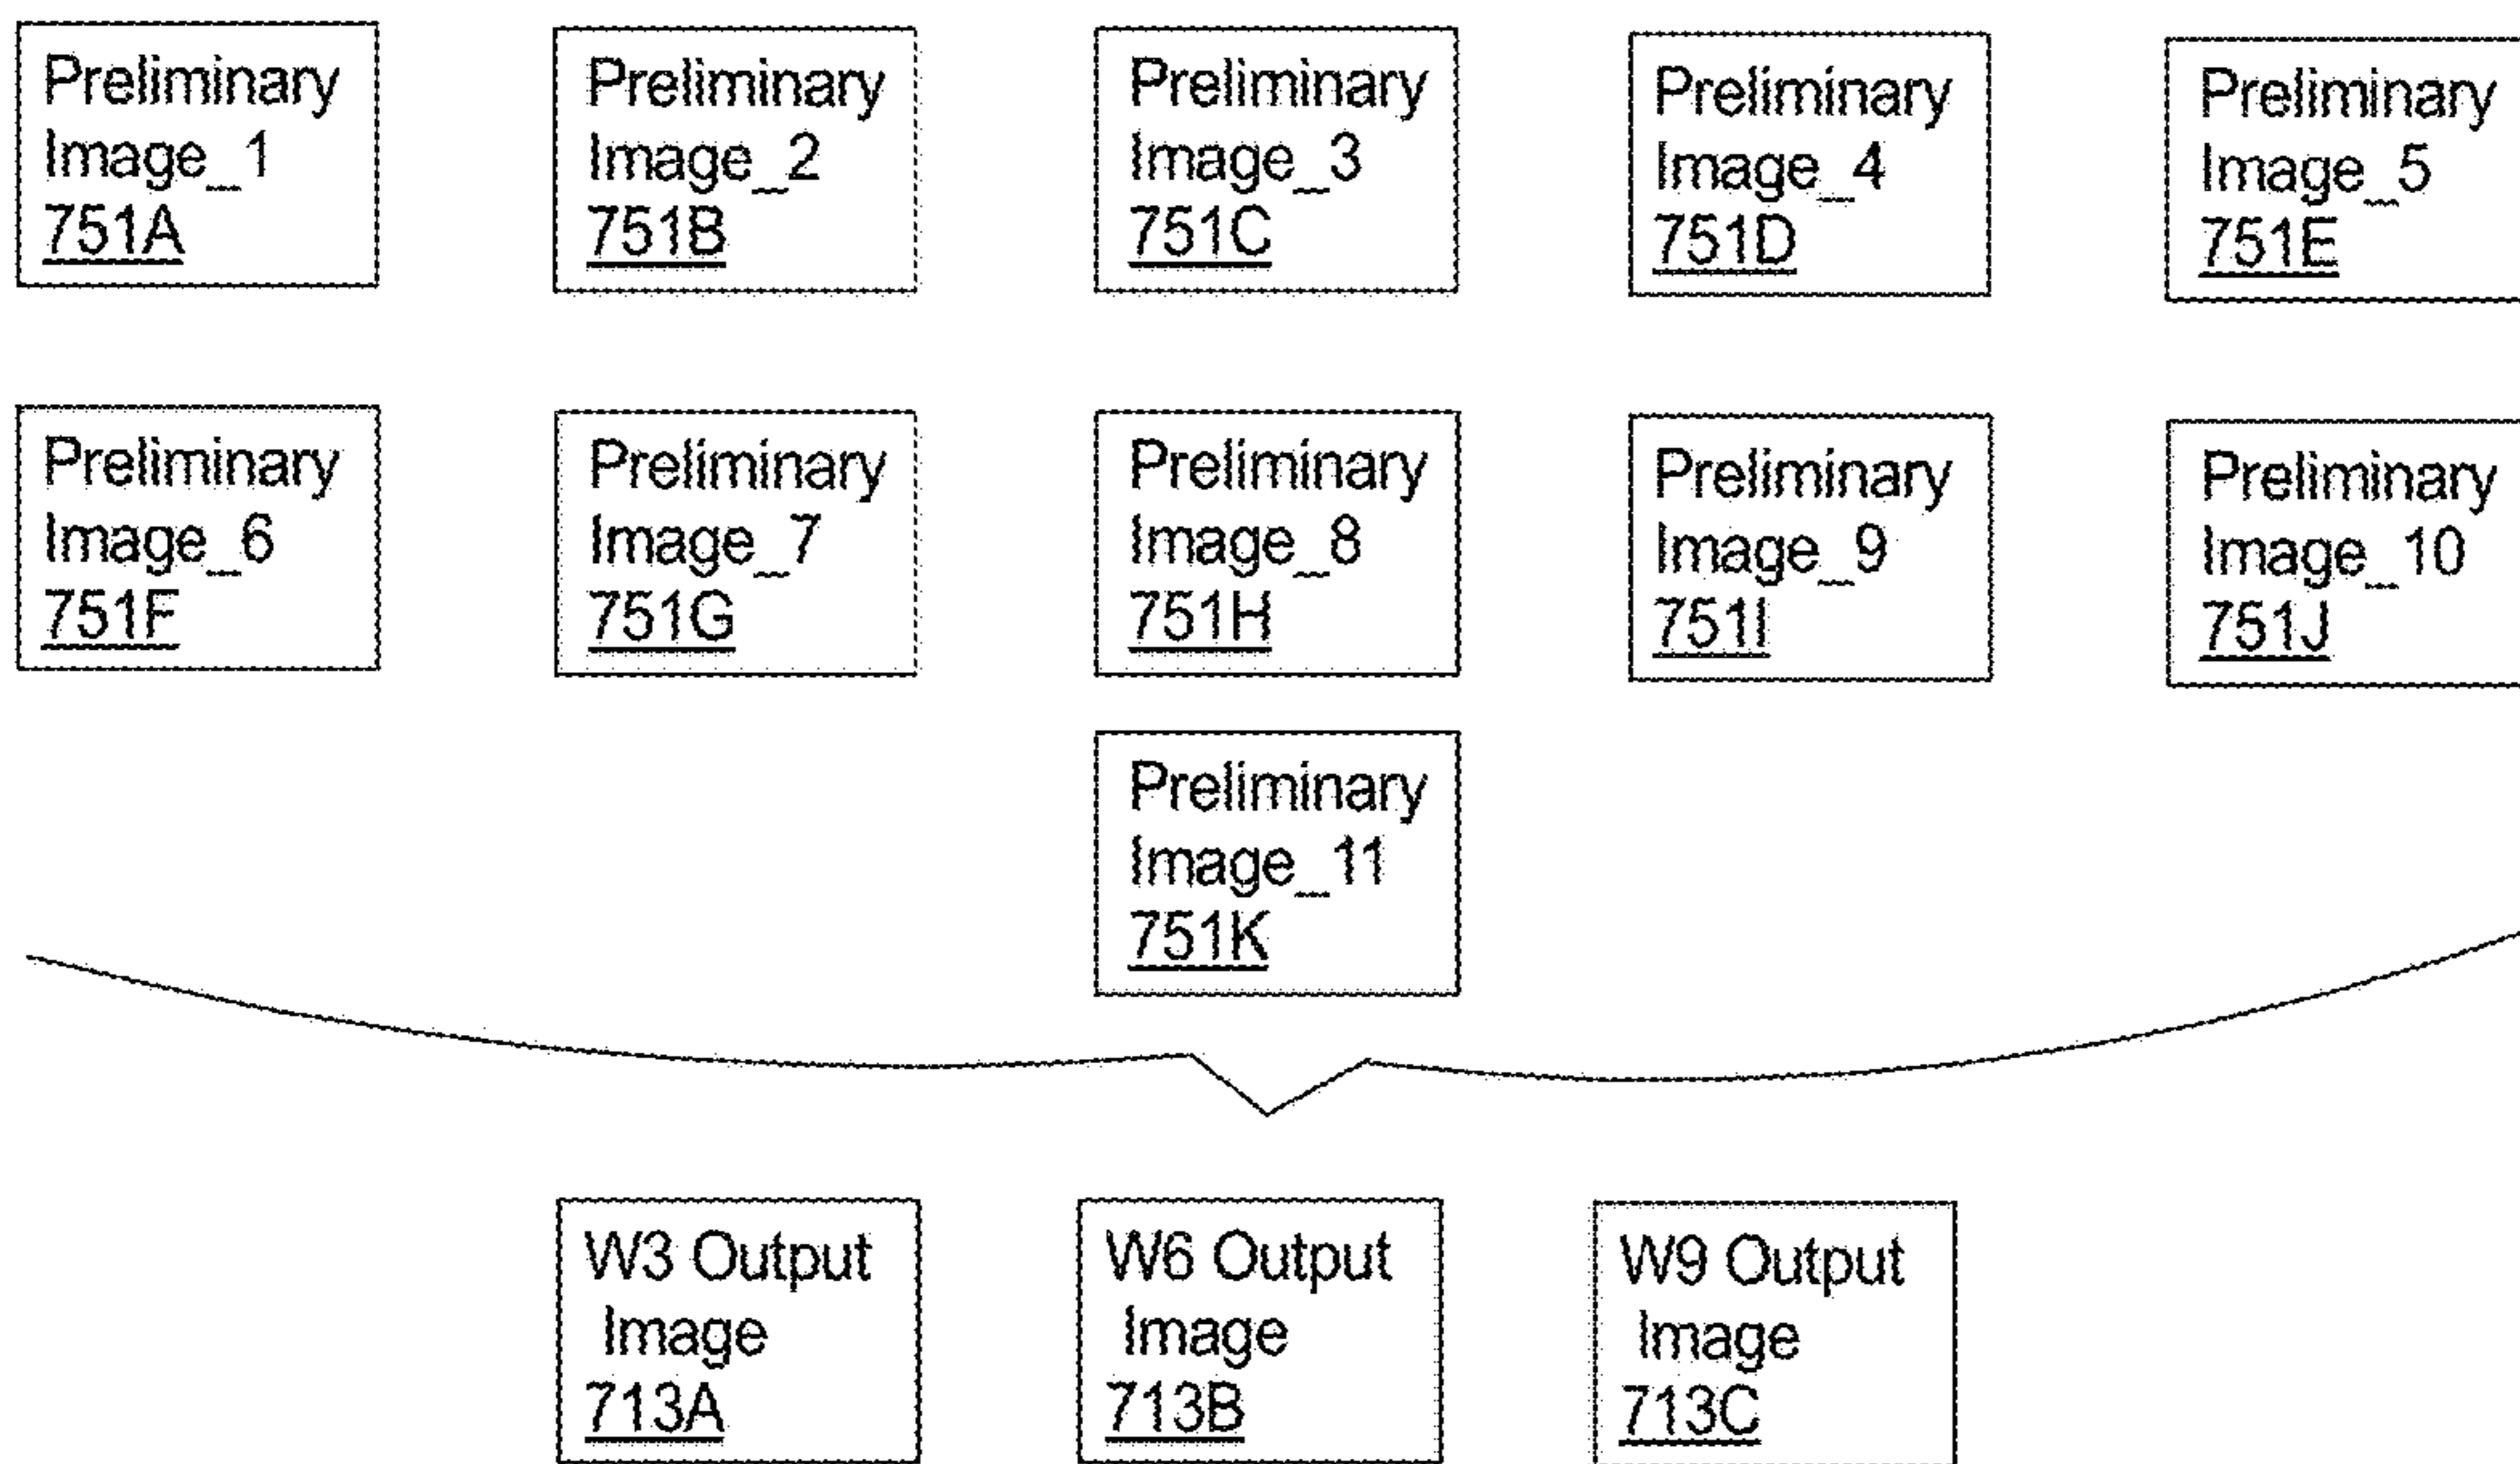 Preliminary
Image_1
751A
Preliminary
Image_2
751B
Preliminary
Image_3
751C
Preliminary
Image_4
751D
Preliminary
Image_5
751E
Preliminary
Image_6
751F
Preliminary
Image_7
751G
Preliminary
Image_8
751H
Preliminary
Image_9
751I
Preliminary
Image_10
751J
Preliminary
Image_11
751K
W3 Output
Image
713A
W6 Output
Image
713B
W9 Output
Image
713C